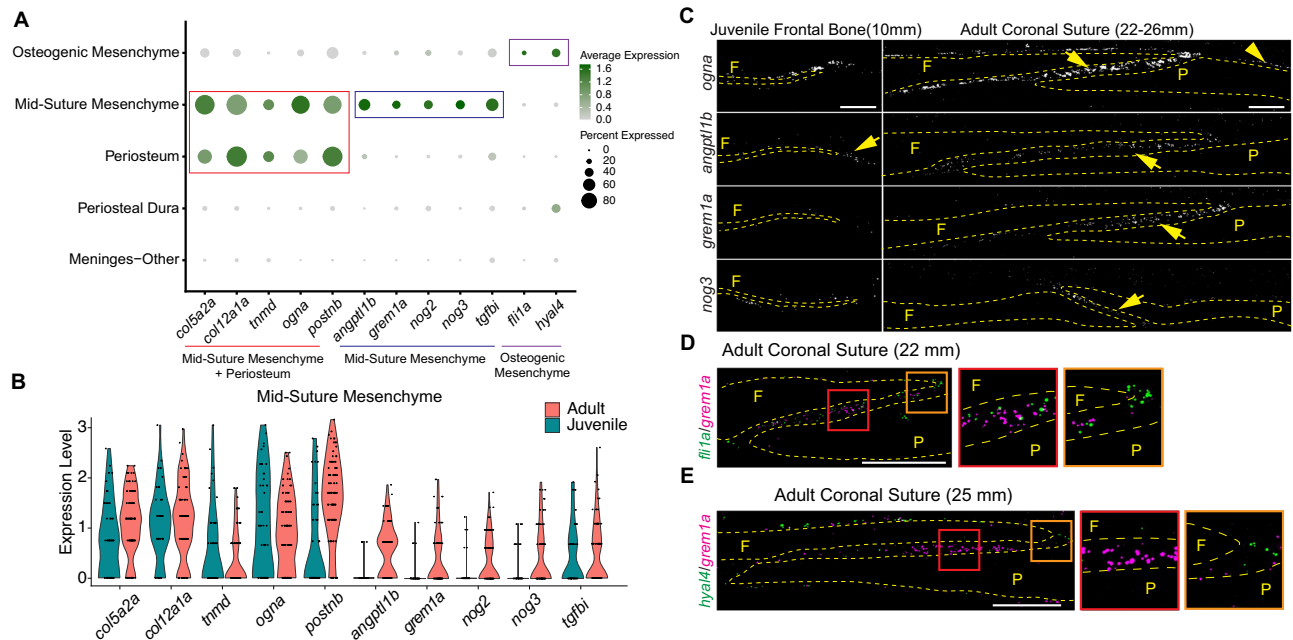 A
Osteogenic Mesenchyme
Mid-Suture Mesenchyme
Periosteum
Periosteal Dura
Meninges-Other
Average Expression
1.6
1.2
0.8
0.4
0.0
Percent Expressed
0
20
40
60
80
col5a2a col12a1a tnmd ogna postnb angptl1b grem1a nog2 nog3 tgfbi fli1a hyal4
Mid-Suture Mesenchyme
+ Periosteum
Mid-Suture Mesenchyme
Osteogenic
Mesenchyme
B
Mid-Suture Mesenchyme
Adult
Juvenile
Expression Level
3
2
1
0
col5a2a col12a1a tnmd ogna postnb angptl1b grem1a nog2 nog3 tgfbi
C
Juvenile Frontal Bone(10mm) Adult Coronal Suture (22-26mm)
ogna
F F P
angptl1b
F F P
grem1a
F F P
nog3
F F P
D
Adult Coronal Suture (22 mm)
fli1a/grem1a
F P F P F P
E
Adult Coronal Suture (25 mm)
hyal4/grem1a
F P F P F P